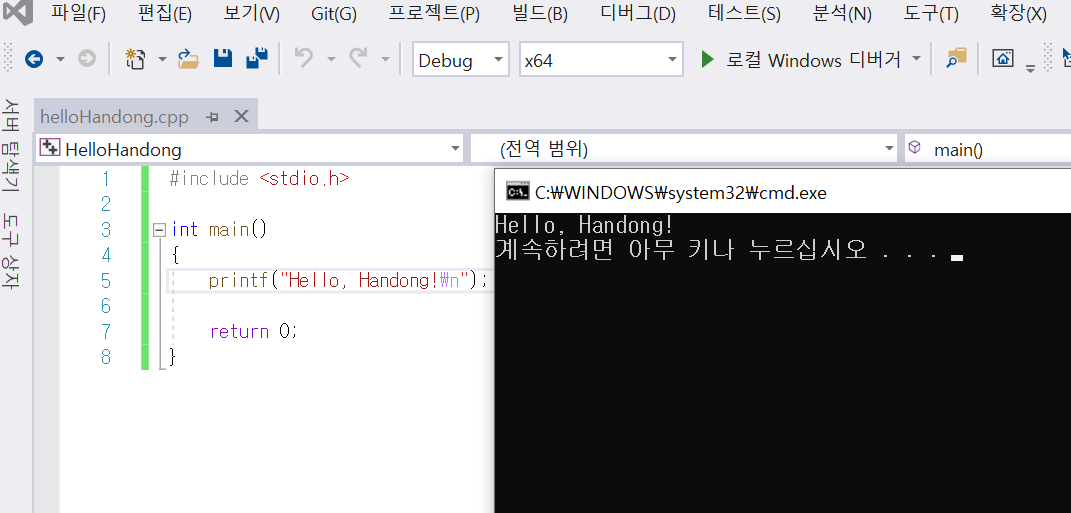 파일(F) 편집(E) 보기(V) Git(G) 프로젝트(P) 빌드(B) 디버그(D) 테스트(S) 분석(N) 도구(T) 확장(X)
Debug x64 로컬 Windows 디버거
서버 탐색기
도구 상자
helloHandong.cpp
HelloHandong (전역 범위) main()
1 #include <stdio.h>
2
3 int main()
4 {
5 printf("Hello, Handong!₩n");
6
7 return 0;
8 }
C:₩WINDOWS₩system32₩cmd.exe
Hello, Handong!
계속하려면 아무 키나 누르십시오 . . .